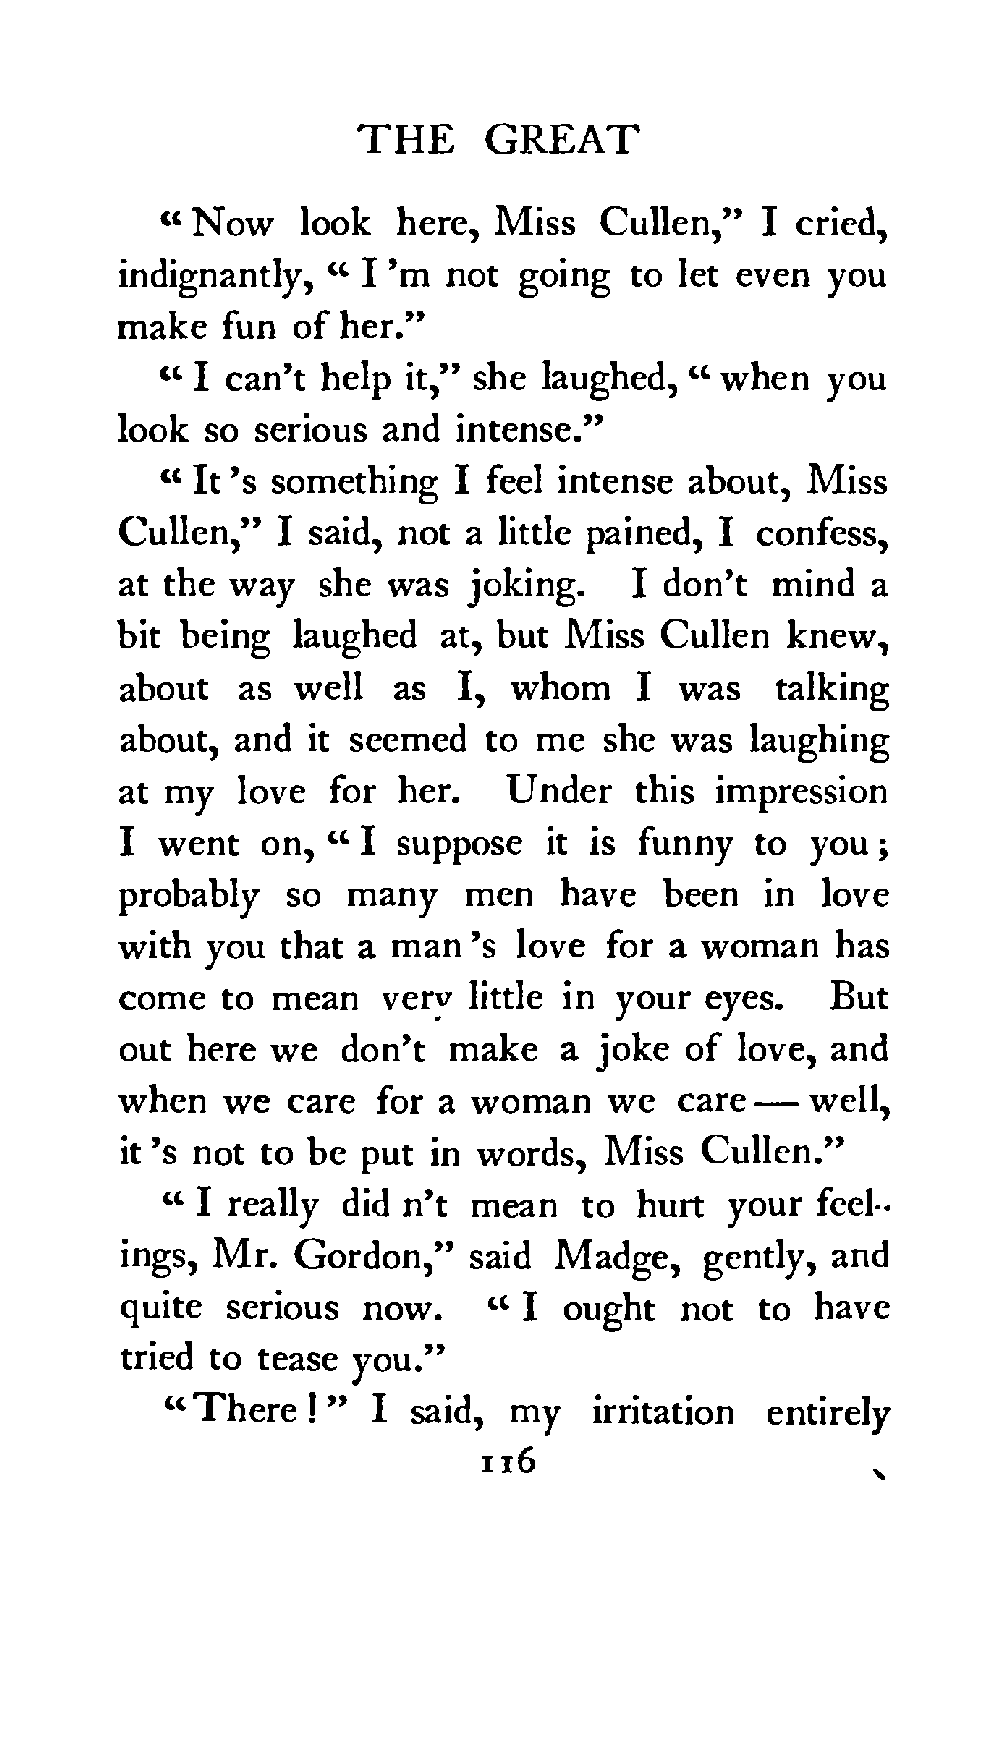 THE GREAT
“ Now look here, Miss Cullen,” I cried,
indignantly, “ I ’m not going to let even you
make fun of her.”
“ I can’t help it,” she laughed, “ when you
look so serious and intense.”
“ It ’s something I feel intense about, Miss
Cullen,” I said, not a little pained, I confess,
at the way she was joking. I don’t mind a
bit being laughed at, but Miss Cullen knew,
about as well as I, whom I was talking
about, and it seemed to me she was laughing
at my love for her. Under this impression
I went on, “ I suppose it is funny to you ;
probably so many men have been in love
with you that a man ’s love for a woman has
come to mean very little in your eyes. But
out here we don’t make a joke of love, and
when we care for a woman we care — well,
it ’s not to be put in words, Miss Cullen.”
“ I really did n’t mean to hurt your feel-
ings, Mr. Gordon,” said Madge, gently, and
quite serious now. “ I ought not to have
tried to tease you.”
“ There ! ” I said, my irritation entirely
116